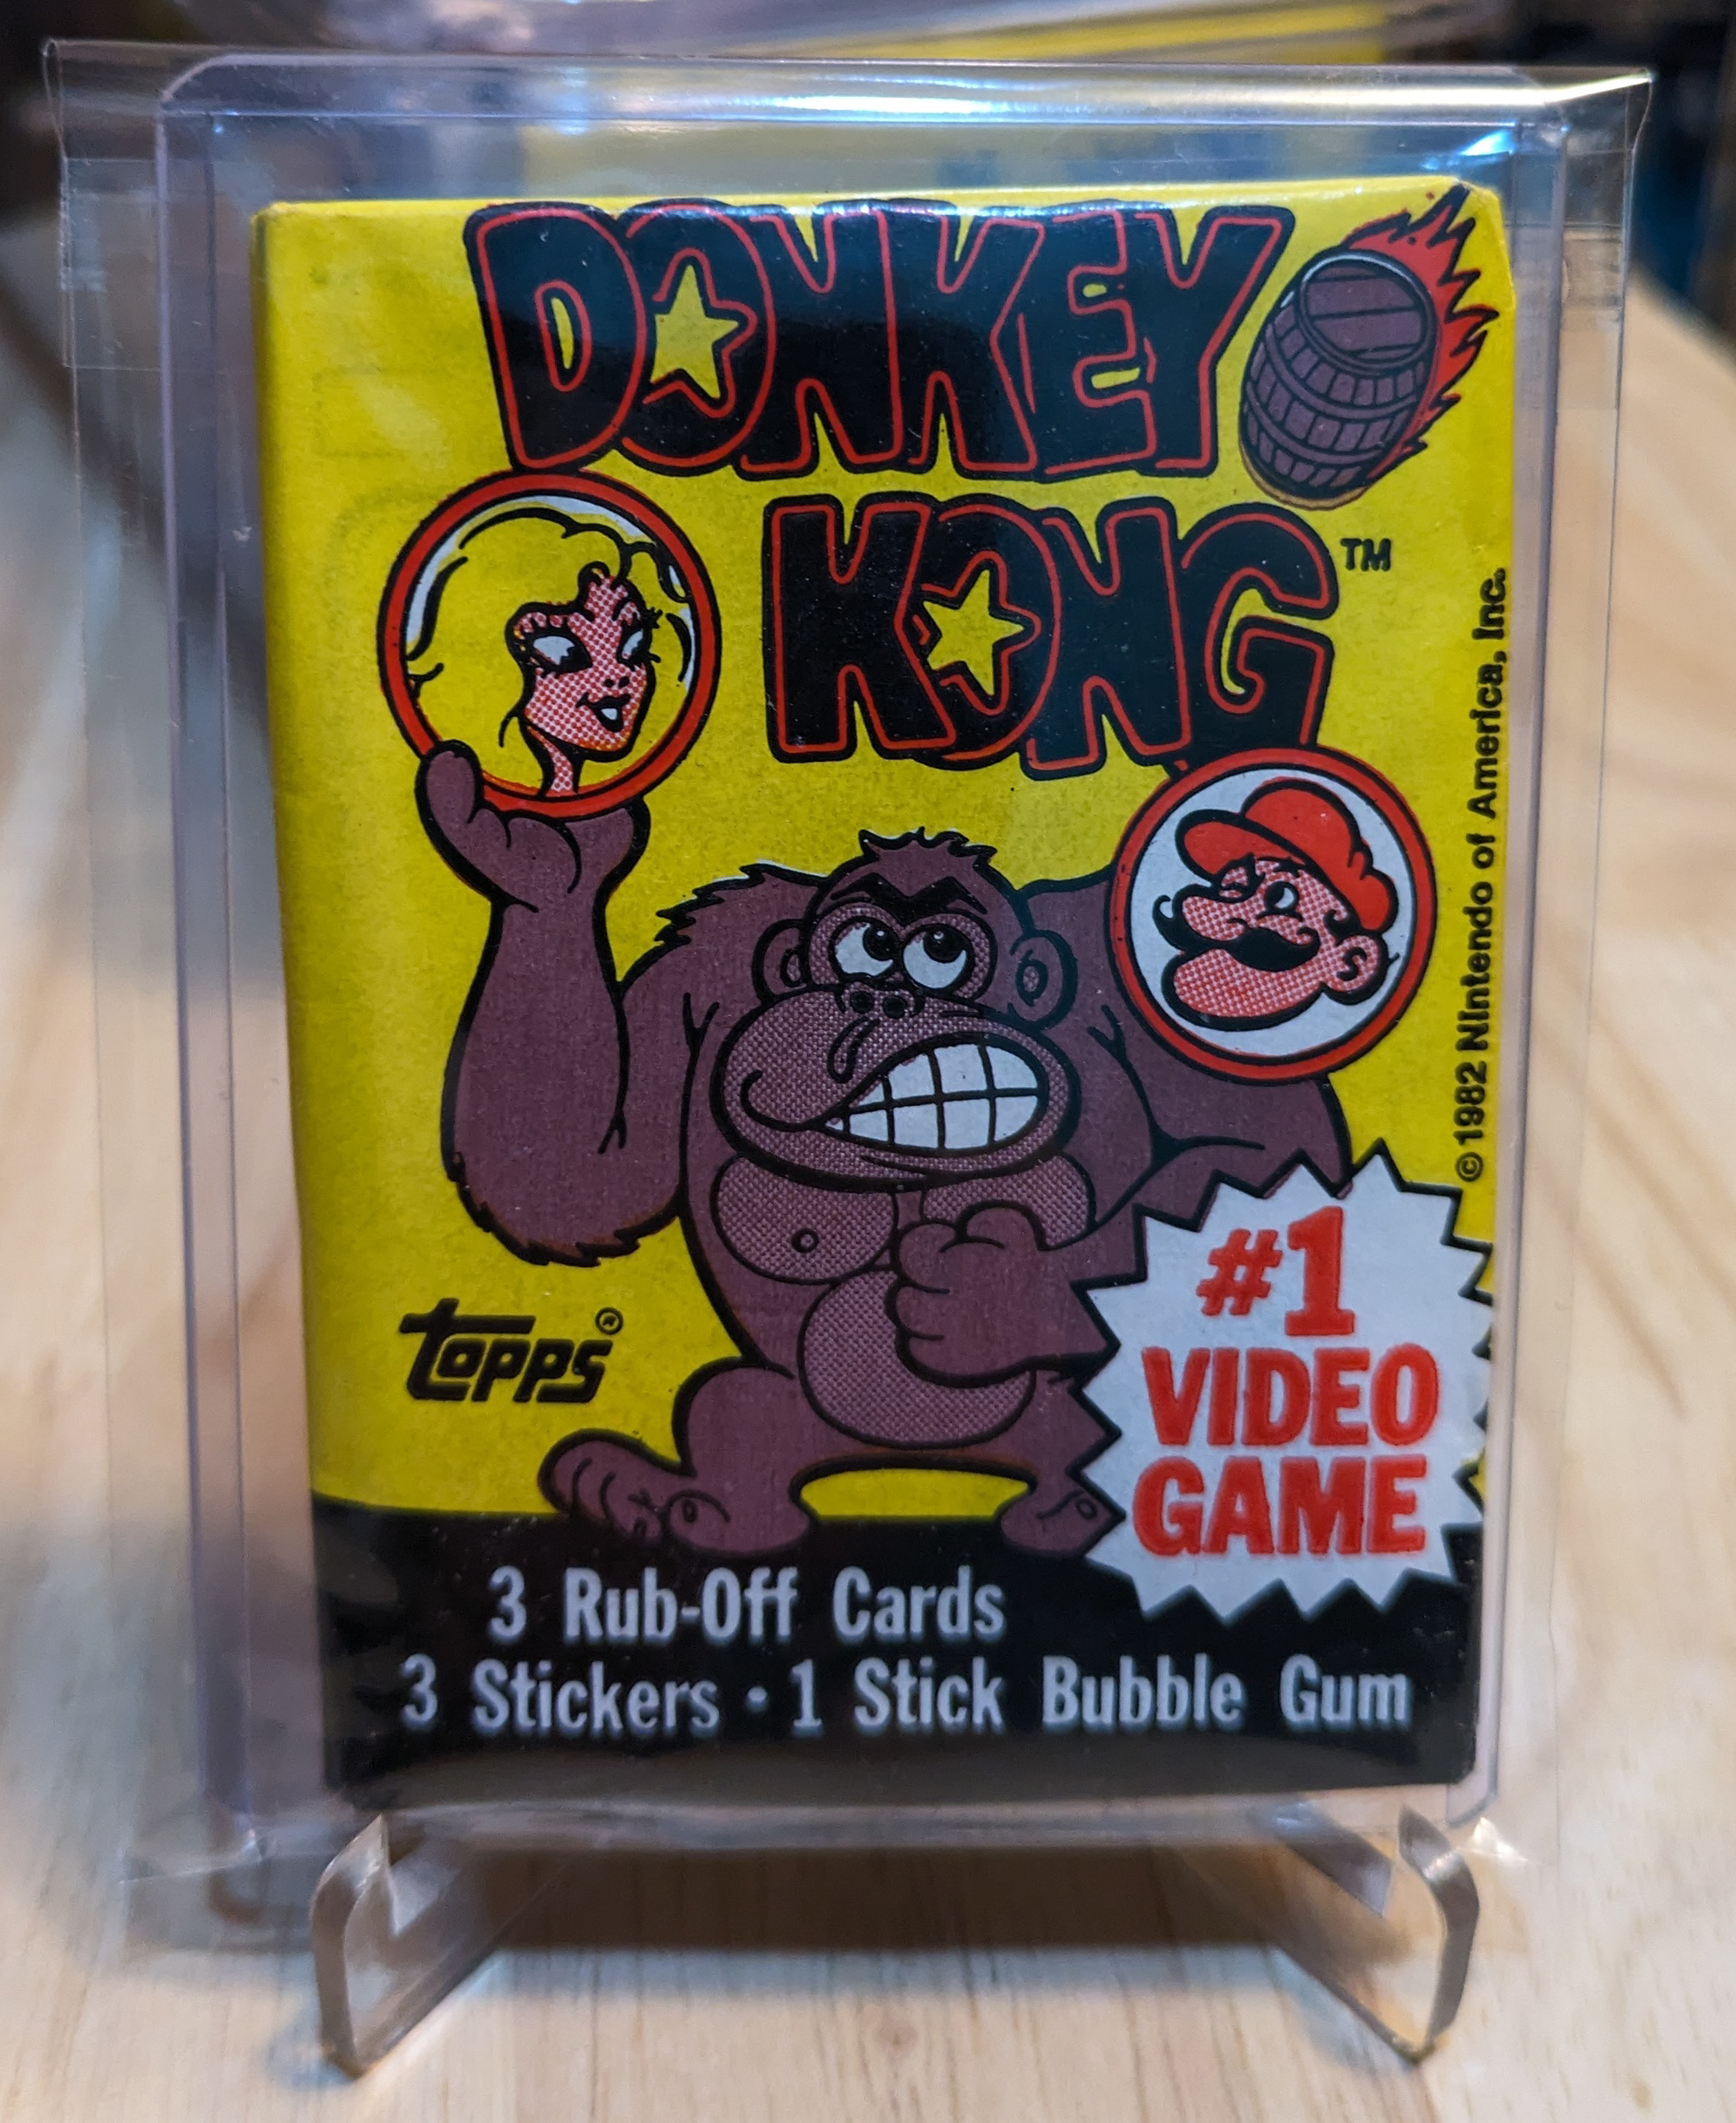 DONKEY
KONG™
© 1982 Nintendo of America, Inc.
topps®
#1
VIDEO
GAME
3 Rub-Off Cards
3 Stickers · 1 Stick Bubble Gum